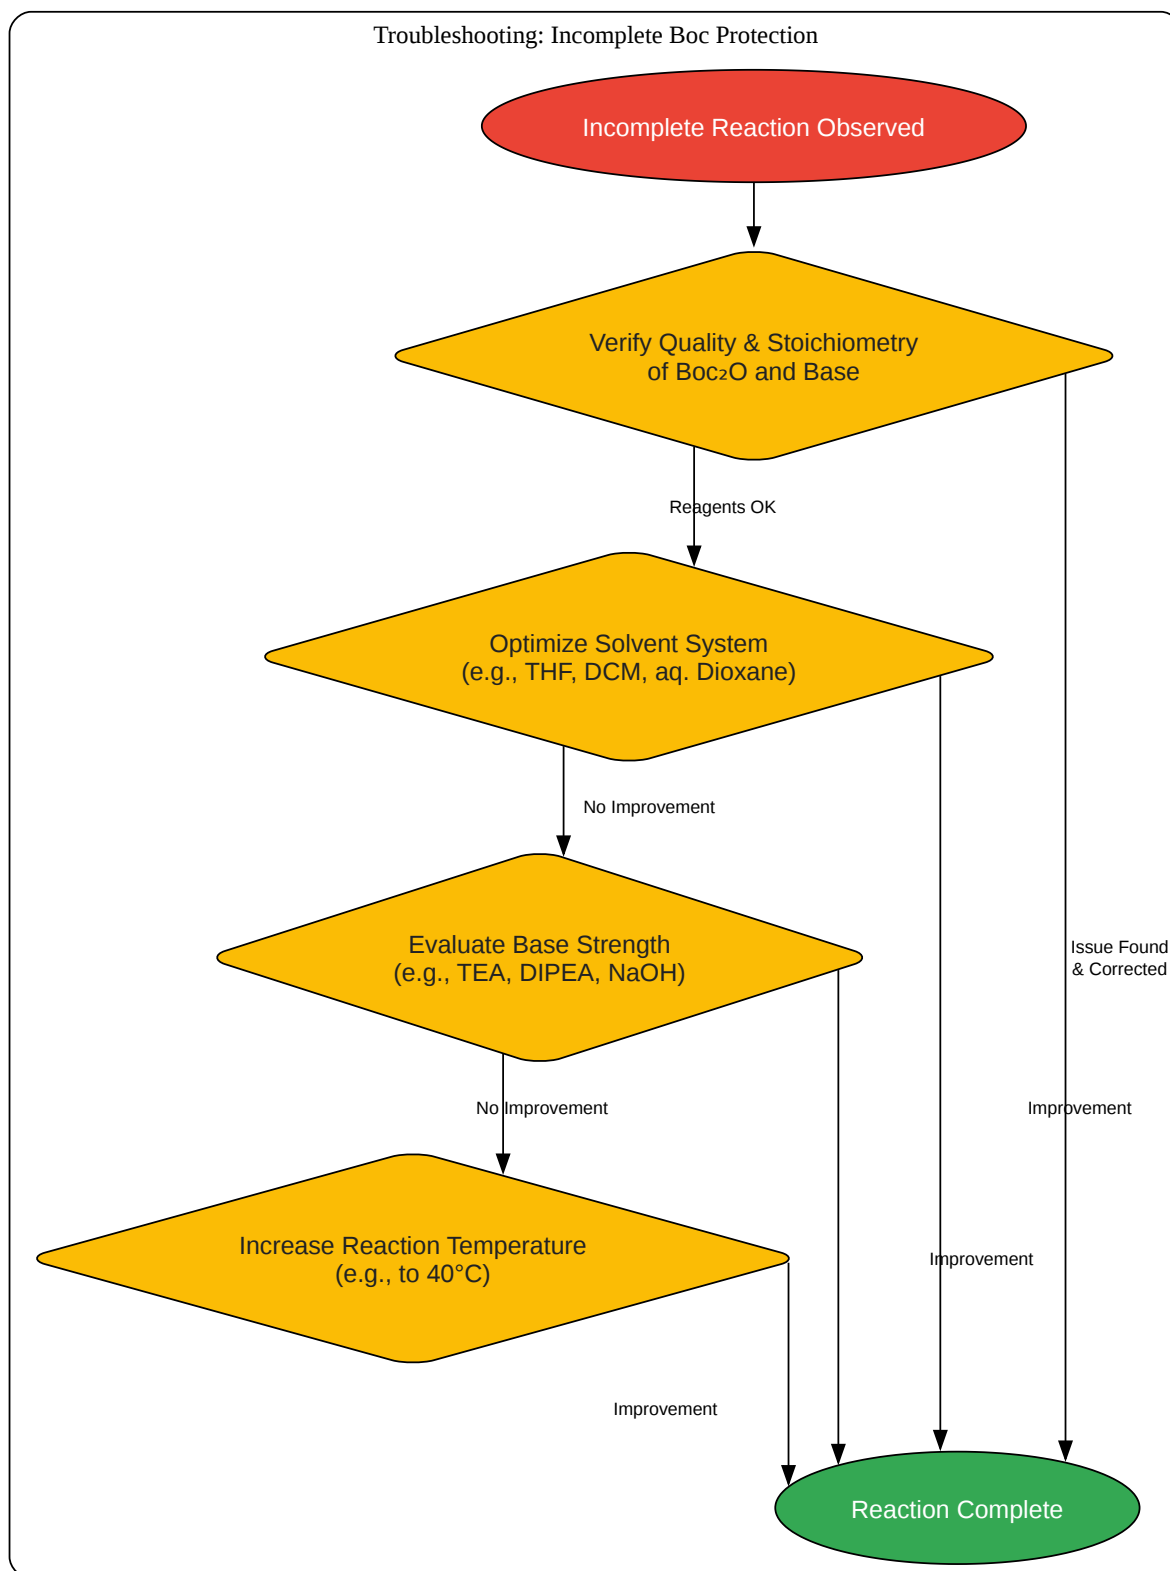 Troubleshooting: Incomplete Boc Protection
Incomplete Reaction Observed
Verify Quality & Stoichiometry
of Boc₂O and Base
Reagents OK
Optimize Solvent System
(e.g., THF, DCM, aq. Dioxane)
No Improvement
Evaluate Base Strength
(e.g., TEA, DIPEA, NaOH)
Issue Found
& Corrected
No Improvement
Improvement
Increase Reaction Temperature
(e.g., to 40°C)
Improvement
Improvement
Reaction Complete